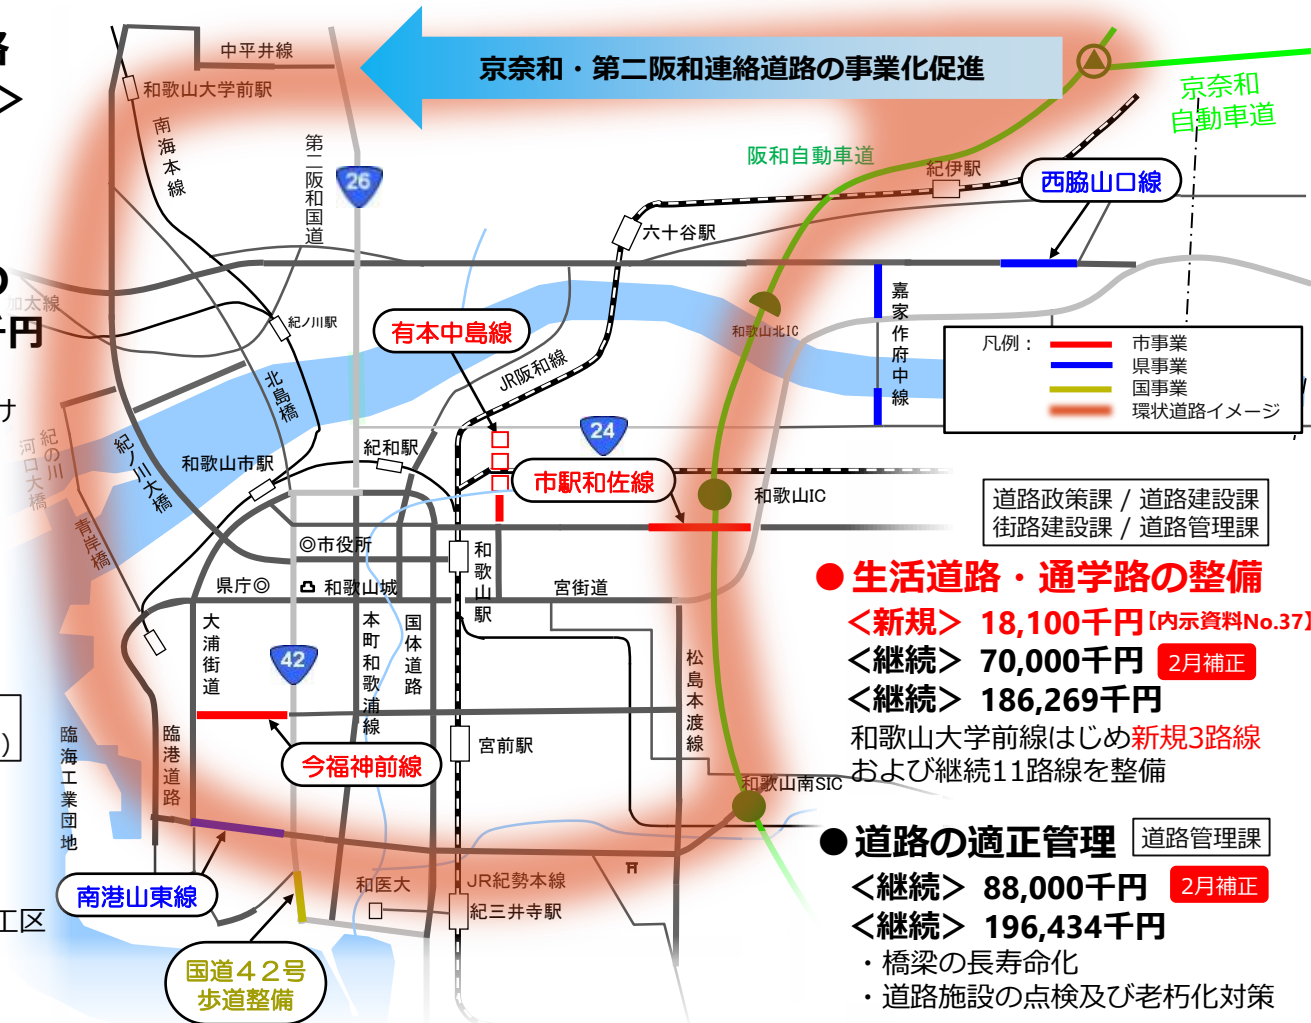 路
＞
の
千円
け
）
工区
京奈和・第二阪和連絡道路の事業化促進
中平井線
和歌山大学前駅
南海本線
第二阪和国道
26
阪和自動車道
京奈和
自動車道
紀伊駅
西脇山口線
六十谷駅
加太線
紀ノ川駅
有本中島線
和歌山北IC
嘉家作府中線
凡例：
市事業
県事業
国事業
環状道路イメージ
JR阪和線
北島橋
24
紀の川河口大橋
紀ノ川大橋
和歌山市駅
紀和駅
市駅和佐線
和歌山IC
青岸橋
◎市役所
和歌山駅
県庁◎
和歌山城
宮街道
大浦街道
42
本町和歌浦線
国体道路
松島本渡線
臨海工業団地
臨港道路
今福神前線
宮前駅
和歌山南SIC
南港山東線
和医大
JR紀勢本線
紀三井寺駅
国道４２号
歩道整備
道路政策課 / 道路建設課
街路建設課 / 道路管理課
●生活道路・通学路の整備
＜新規＞ 18,100千円【内示資料No.37】
＜継続＞ 70,000千円 2月補正
＜継続＞ 186,269千円
和歌山大学前線はじめ新規3路線
および継続11路線を整備
●道路の適正管理 道路管理課
＜継続＞ 88,000千円 2月補正
＜継続＞ 196,434千円
・橋梁の長寿命化
・道路施設の点検及び老朽化対策